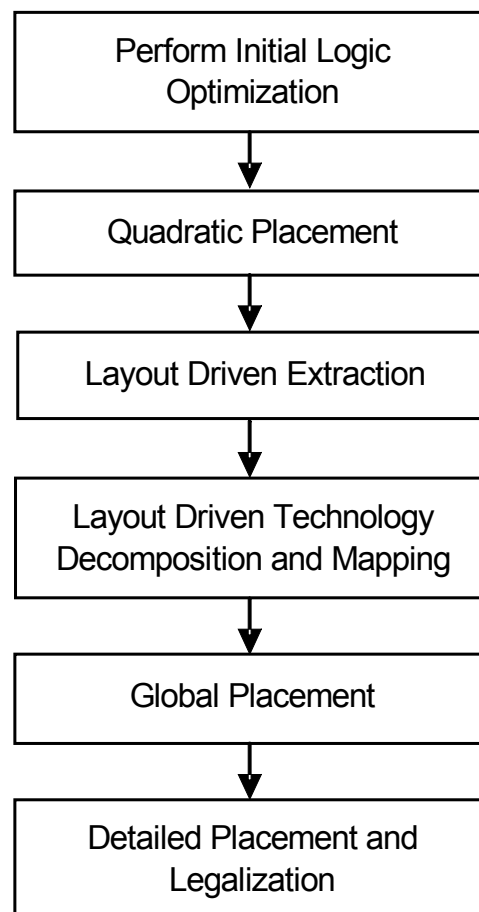 Perform Initial Logic
Optimization
Quadratic Placement
Layout Driven Extraction
Layout Driven Technology
Decomposition and Mapping
Global Placement
Detailed Placement and
Legalization